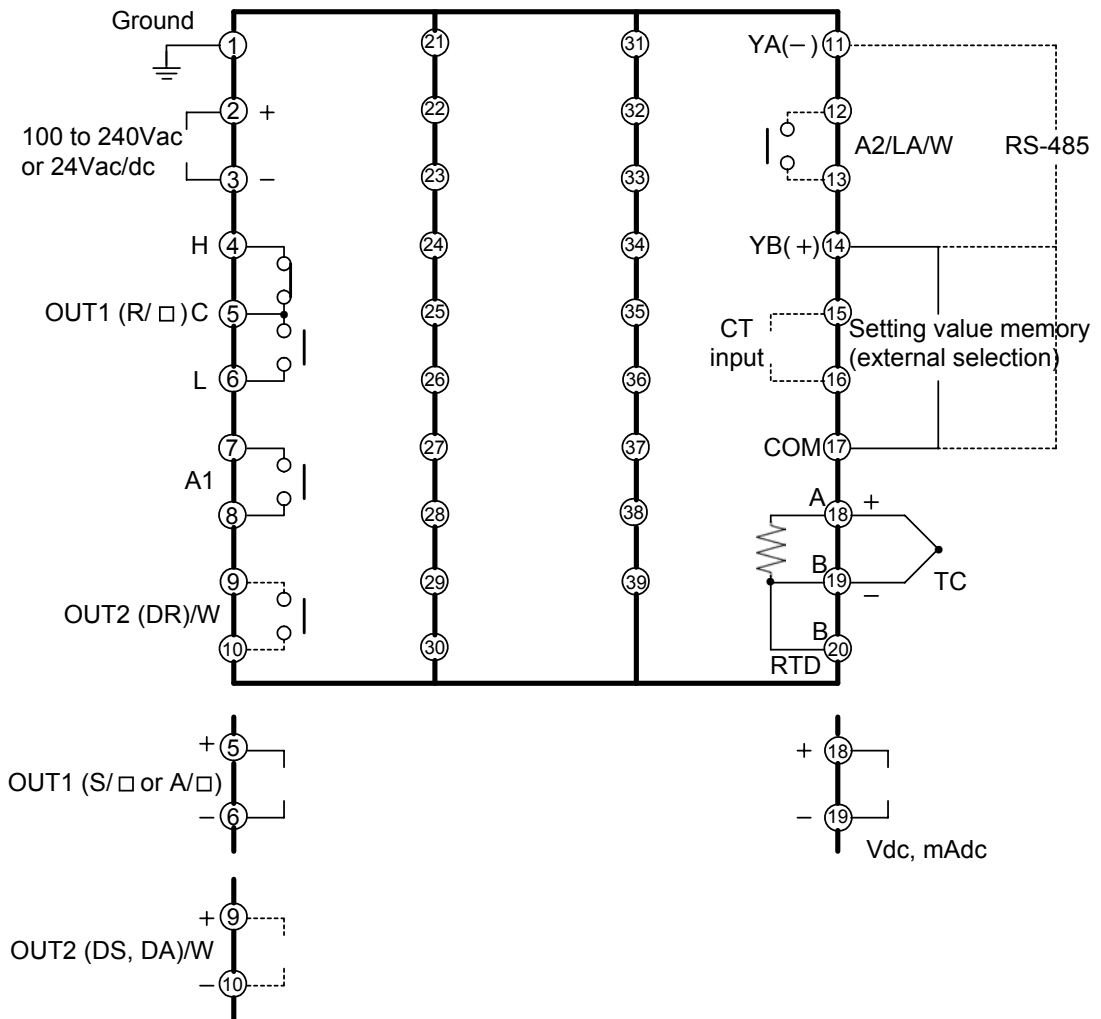 Ground
1
21
31
YA(−)
11
2
+
22
32
12
100 to 240Vac
or 24Vac/dc
A2/LA/W
RS-485
3
−
23
33
13
H
4
24
34
YB(+)
14
OUT1 (R/ □ )
C
5
25
35
15
CT
input
Setting value memory
(external selection)
L
6
26
36
16
7
27
37
COM
17
A1
A
8
28
38
18
+
B
9
29
39
19
−
TC
OUT2 (DR)/W
B
10
30
20
RTD
+
5
+
18
OUT1 (S/ □ or A/ □)
−
6
−
19
Vdc, mAdc
+
9
OUT2 (DS, DA)/W
−
10